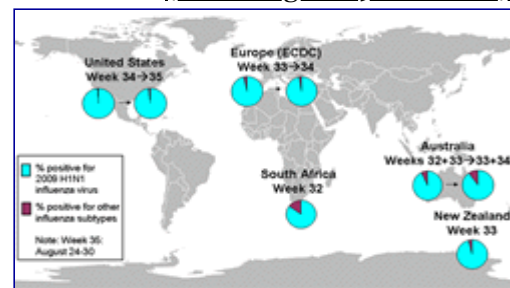 United States
Week 34→35
Europe (ECDC)
Week 33→34
Australia
Weeks 32+33→33+34
South Africa
Week 32
New Zealand
Week 33
% positive for
2009 H1N1
influenza virus
% positive for other
influenza subtypes
Note: Week 35:
August 24-30